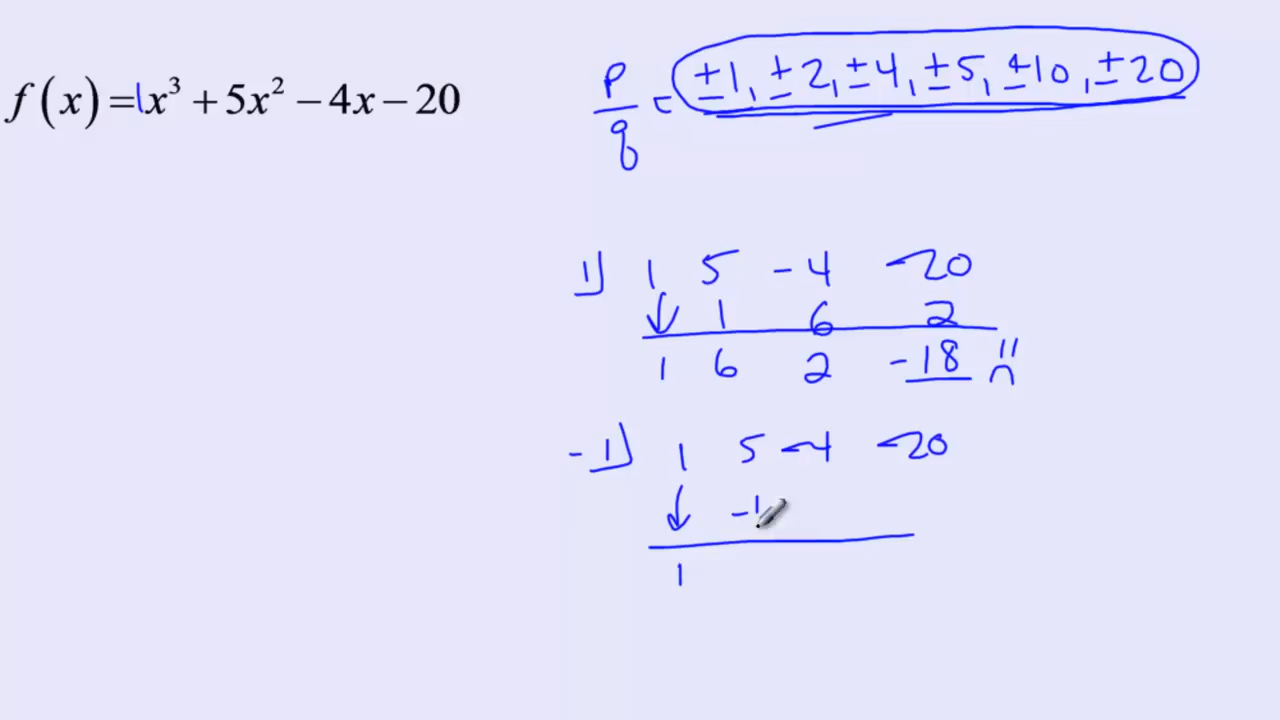 f(x)=1x³ + 5x² − 4x − 20
p/q = ±1, ±2, ±4, ±5, ±10, ±20
1) 1 5 -4 -20
↓ 1 6 2
1 6 2 -18
-1) 1 5 -4 -20
↓ -1
1